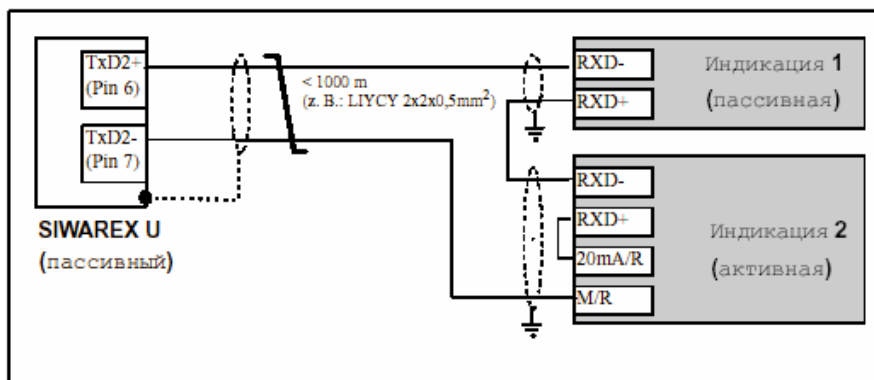 TxD2+
(Pin 6)
TxD2-
(Pin 7)
SIWAREX U
(пассивный)
< 1000 m
(z. B.: LIYCY 2x2x0,5mm²)
RXD-
RXD+
Индикация 1
(пассивная)
RXD-
RXD+
20mA/R
M/R
Индикация 2
(активная)